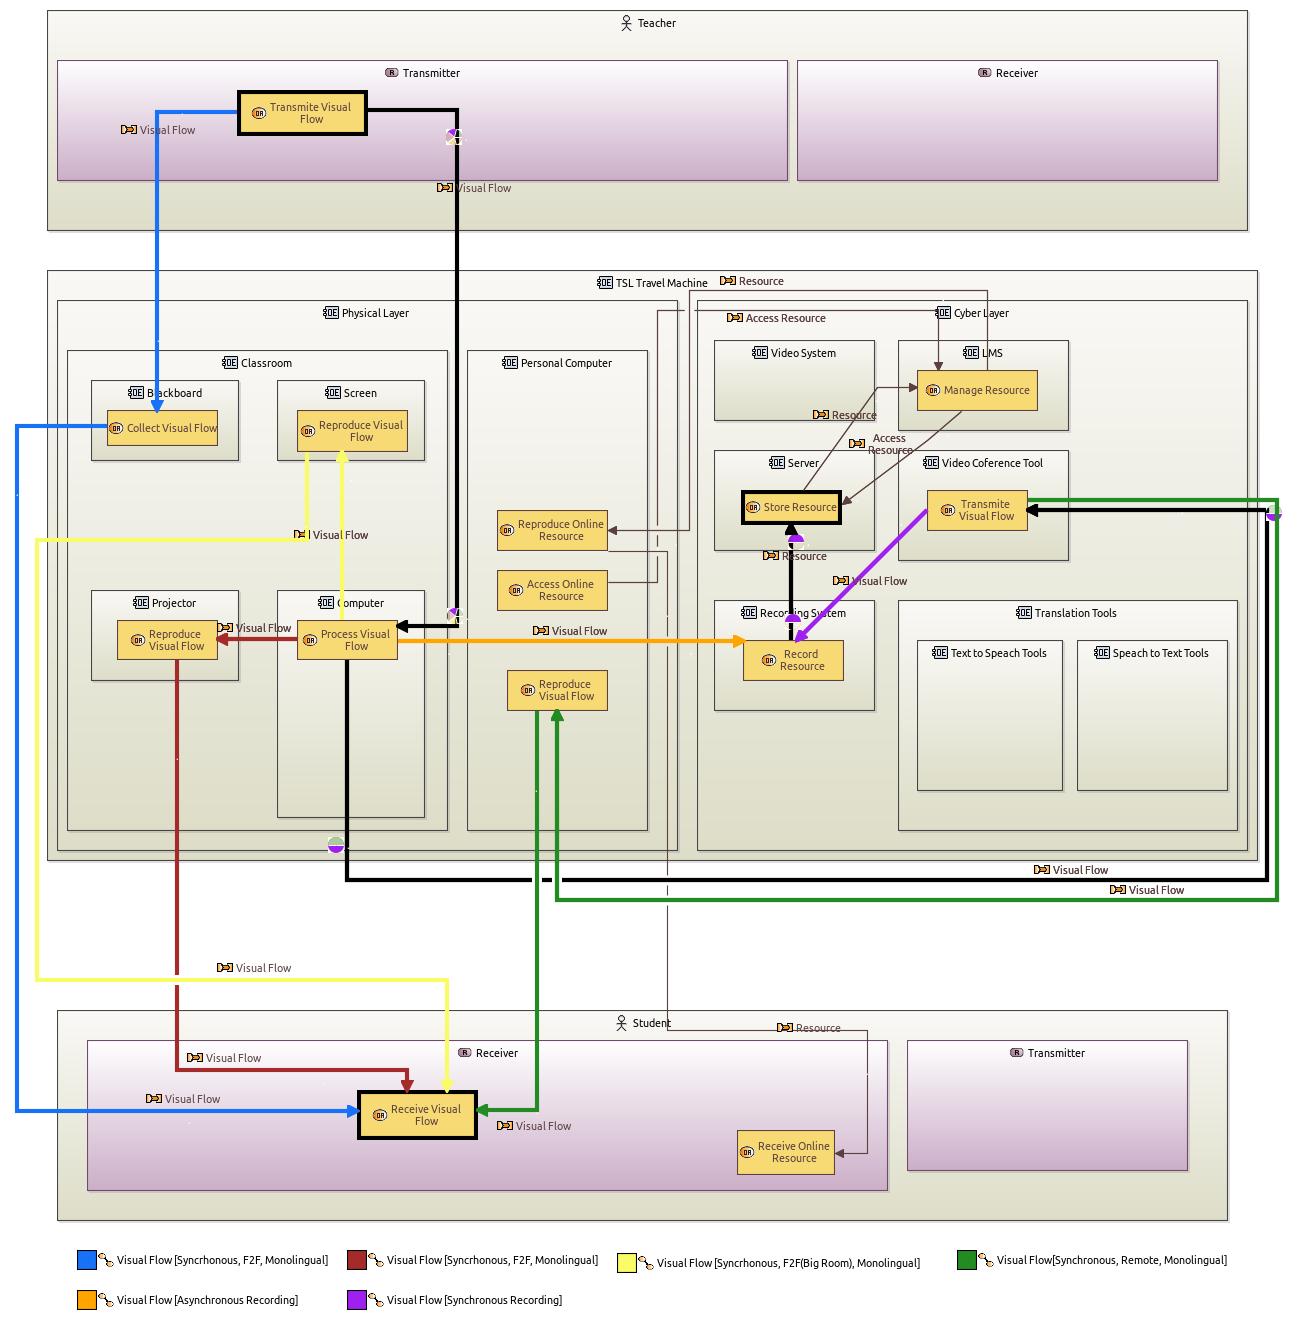 Teacher
Transmitter
Receiver
Transmite Visual
Flow
Visual Flow
Visual Flow
TSL Travel Machine
Resource
Physical Layer
Access Resource
Cyber Layer
Classroom
Personal Computer
Video System
LMS
Blackboard
Screen
Manage Resource
Collect Visual Flow
Reproduce Visual
Flow
Resource
Access
Resource
Server
Video Coference Tool
Reproduce Online
Resource
Store Resource
Transmite
Visual Flow
Visual Flow
Resource
Access Online
Resource
Visual Flow
Projector
Computer
Recording System
Translation Tools
Reproduce
Visual Flow
Visual Flow
Process Visual
Flow
Visual Flow
Record
Resource
Text to Speach Tools
Speach to Text Tools
Reproduce
Visual Flow
Visual Flow
Visual Flow
Visual Flow
Student
Resource
Receiver
Transmitter
Visual Flow
Visual Flow
Receive Visual
Flow
Visual Flow
Receive Online
Resource
Visual Flow [Syncrhonous, F2F, Monolingual]
Visual Flow [Syncrhonous, F2F, Monolingual]
Visual Flow [Syncrhonous, F2F(Big Room), Monolingual]
Visual Flow[Synchronous, Remote, Monolingual]
Visual Flow [Asynchronous Recording]
Visual Flow [Synchronous Recording]